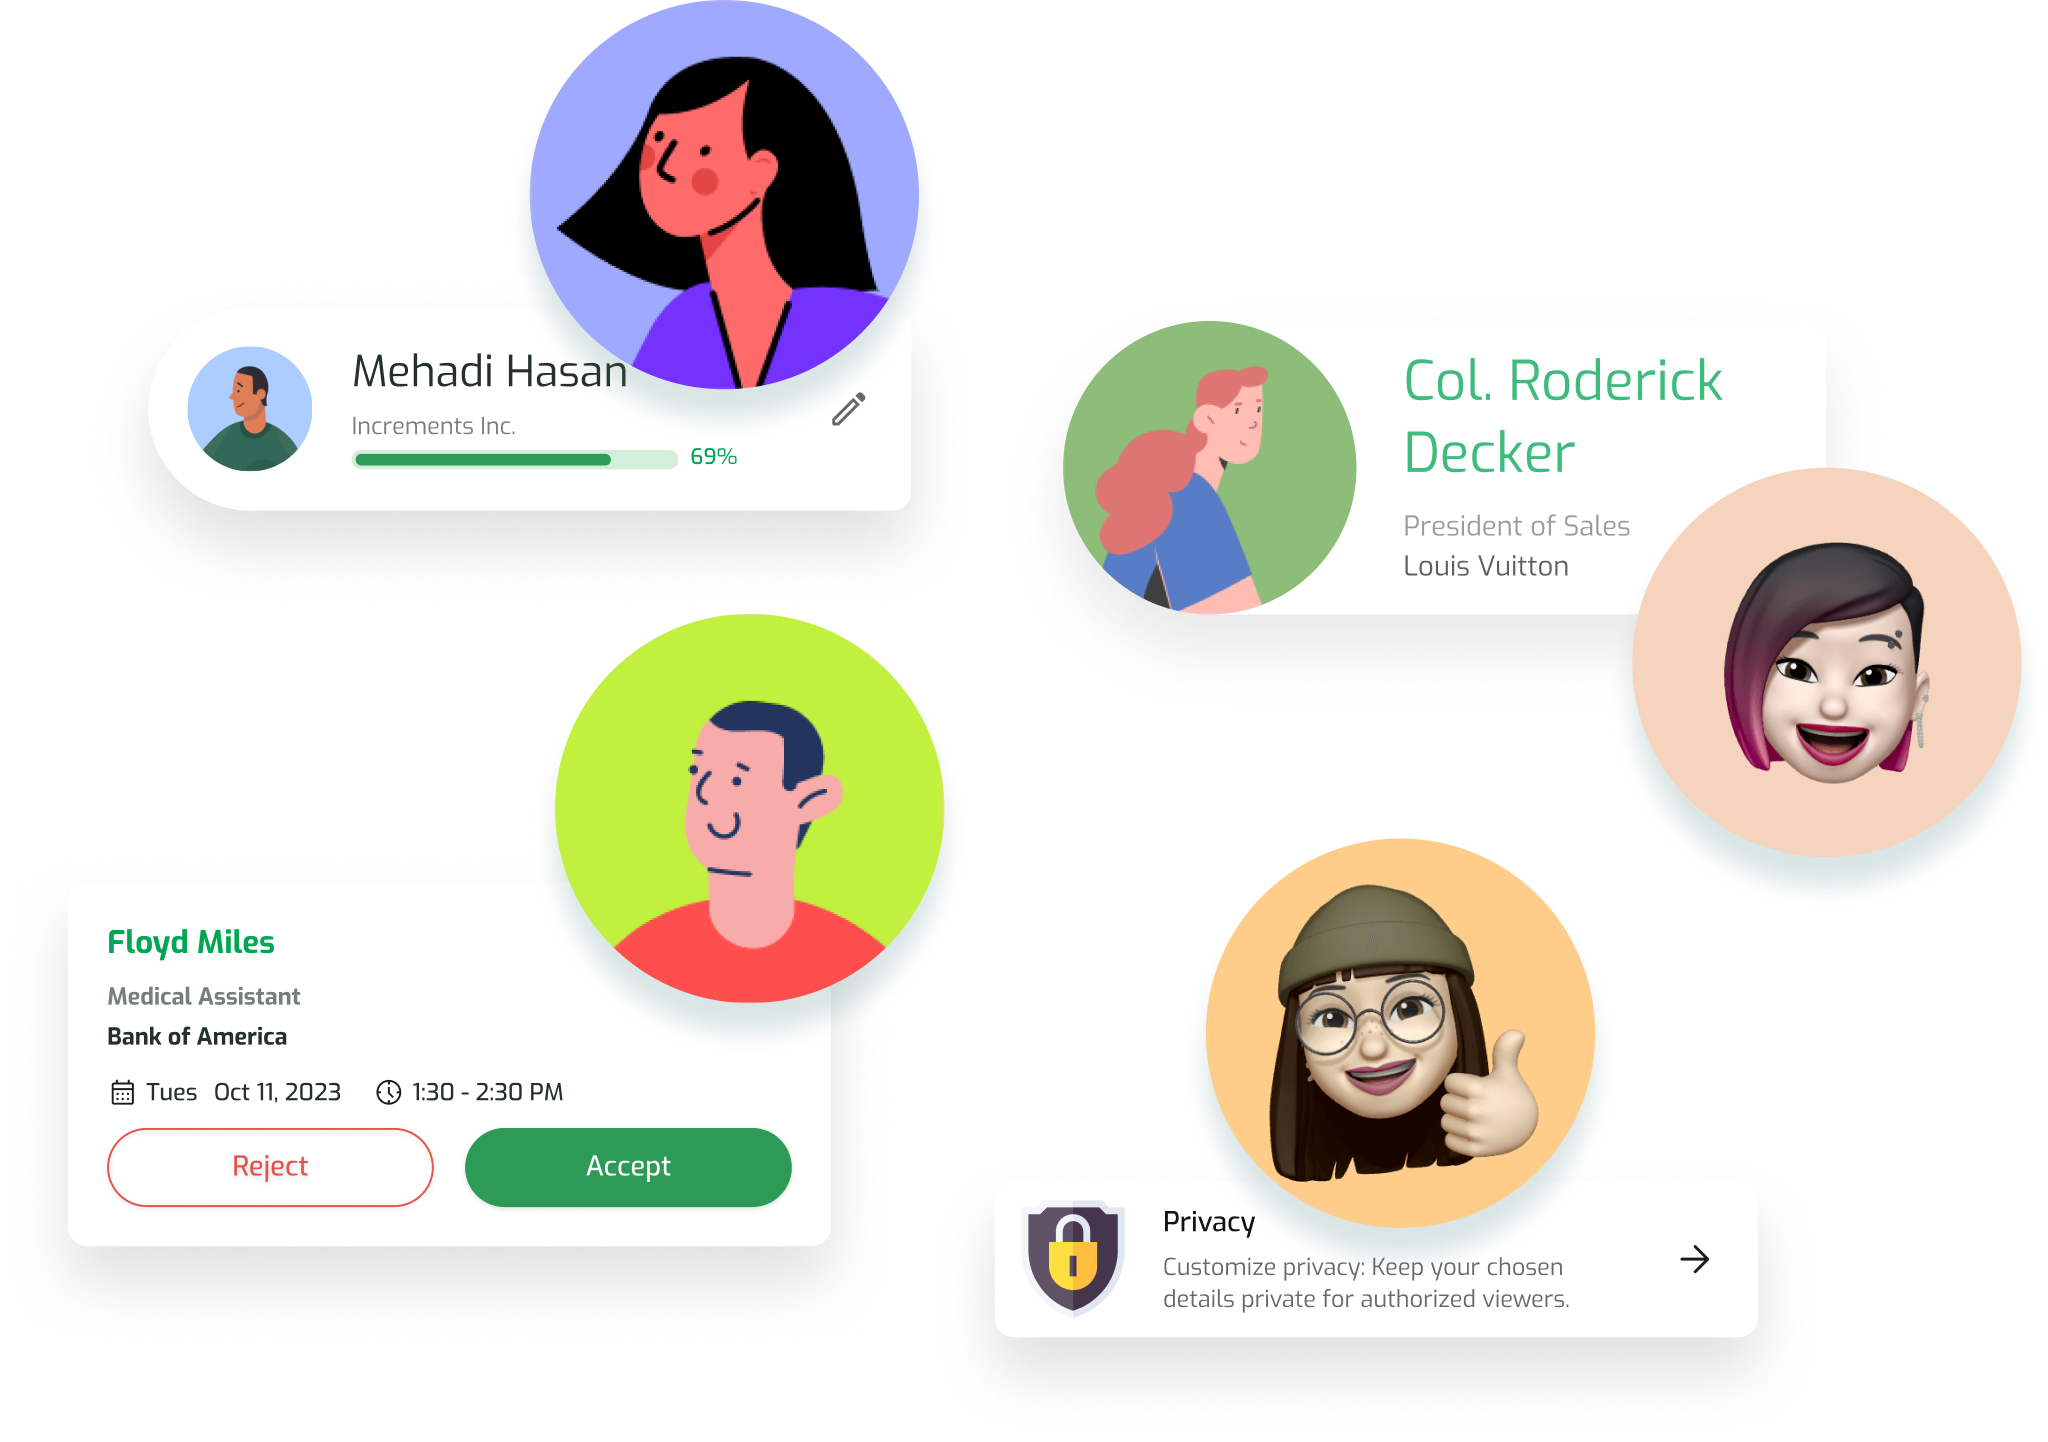 Mehadi Hasan
Increments Inc.
69%
Col. Roderick
Decker
President of Sales
Louis Vuitton
Floyd Miles
Medical Assistant
Bank of America
Tues Oct 11, 2023 1:30 - 2:30 PM
Reject Accept
Privacy
Customize privacy: Keep your chosen
details private for authorized viewers.